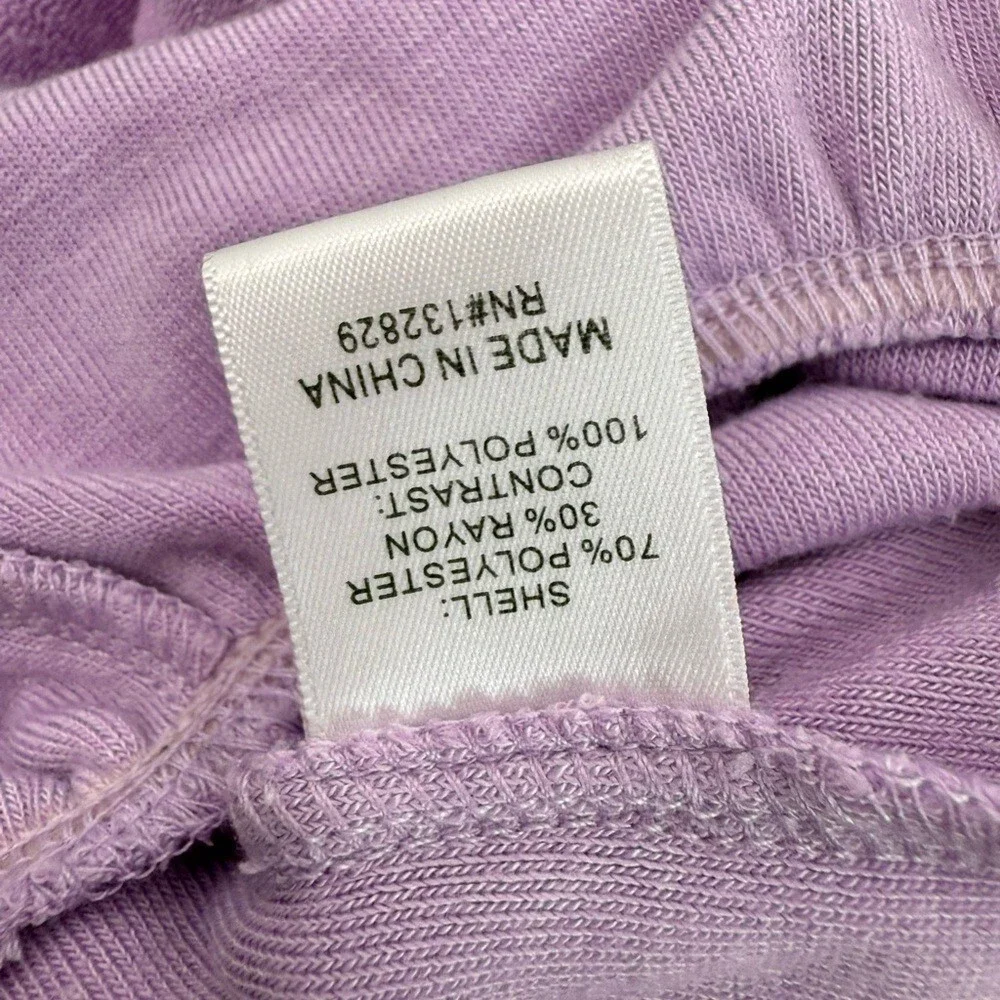 SHELL:
70% POLYESTER
30% RAYON
CONTRAST:
100% POLYESTER
MADE IN CHINA
RN#132829